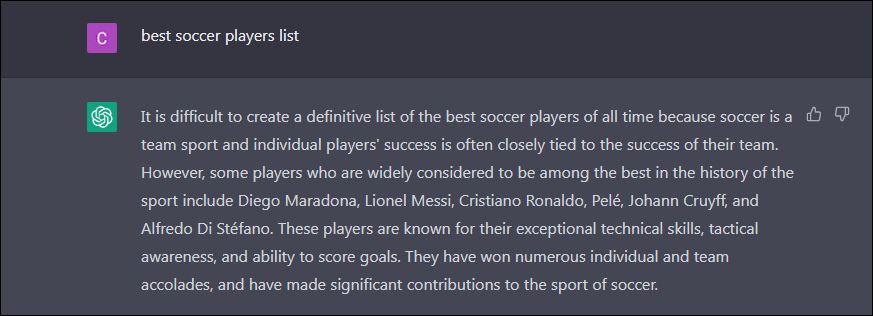 C
best soccer players list
It is difficult to create a definitive list of the best soccer players of all time because soccer is a
team sport and individual players' success is often closely tied to the success of their team.
However, some players who are widely considered to be among the best in the history of the
sport include Diego Maradona, Lionel Messi, Cristiano Ronaldo, Pelé, Johann Cruyff, and
Alfredo Di Stéfano. These players are known for their exceptional technical skills, tactical
awareness, and ability to score goals. They have won numerous individual and team
accolades, and have made significant contributions to the sport of soccer.